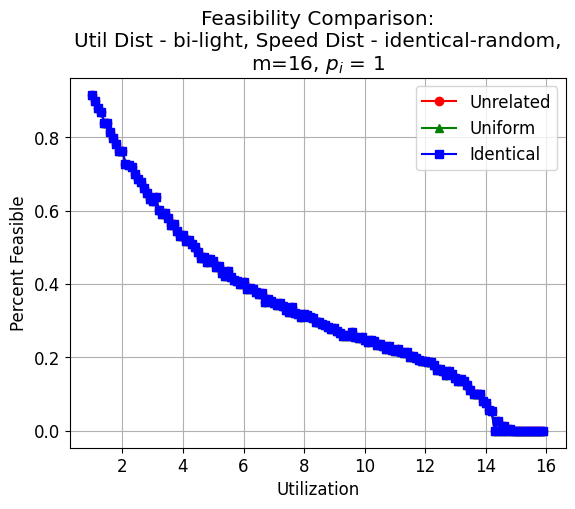 Feasibility Comparison:
Util Dist - bi-light, Speed Dist - identical-random,
m=16, $p_i$ = 1
Unrelated
Uniform
Identical
Percent Feasible
0.8
0.6
0.4
0.2
0.0
2 4 6 8 10 12 14 16
Utilization